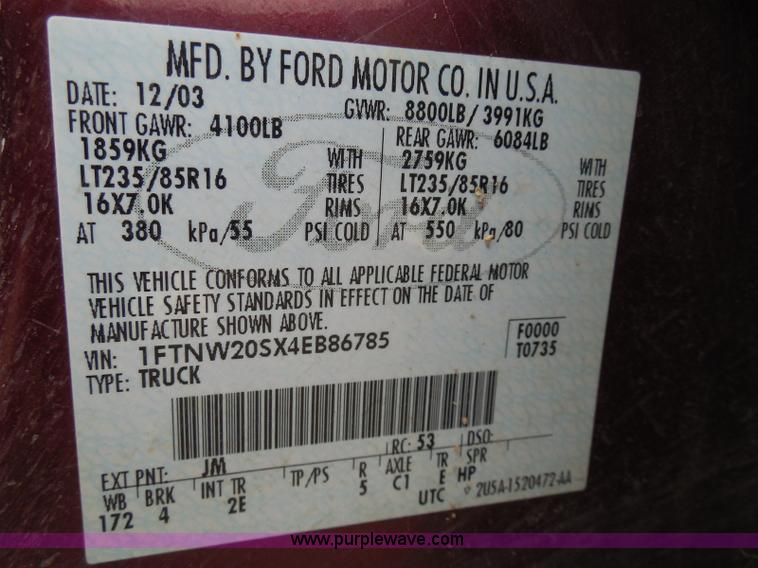 MFD. BY FORD MOTOR CO. IN U.S.A.
DATE: 12/03 GVWR: 8800LB/3991KG
FRONT GAWR: 4100LB REAR GAWR: 6084LB
1859KG WITH 2759KG WITH
LT235/85R16 TIRES LT235/85R16 TIRES
16X7.0K RIMS 16X7.0K RIMS
AT 380 kPa/55 PSI COLD AT 550 kPa/80 PSI COLD
Ford
THIS VEHICLE CONFORMS TO ALL APPLICABLE FEDERAL MOTOR
VEHICLE SAFETY STANDARDS IN EFFECT ON THE DATE OF
MANUFACTURE SHOWN ABOVE.
VIN: 1FTNW20SX4EB86785 F0000
TYPE: TRUCK T0735
EXT PNT: JM RC: 53 DSO:
WB BRK INT TR TP/PS R AXLE TR SPR
172 4 2E 5 C1 E HP
UTC 2U5A-1520472-AA
www.purplewave.com